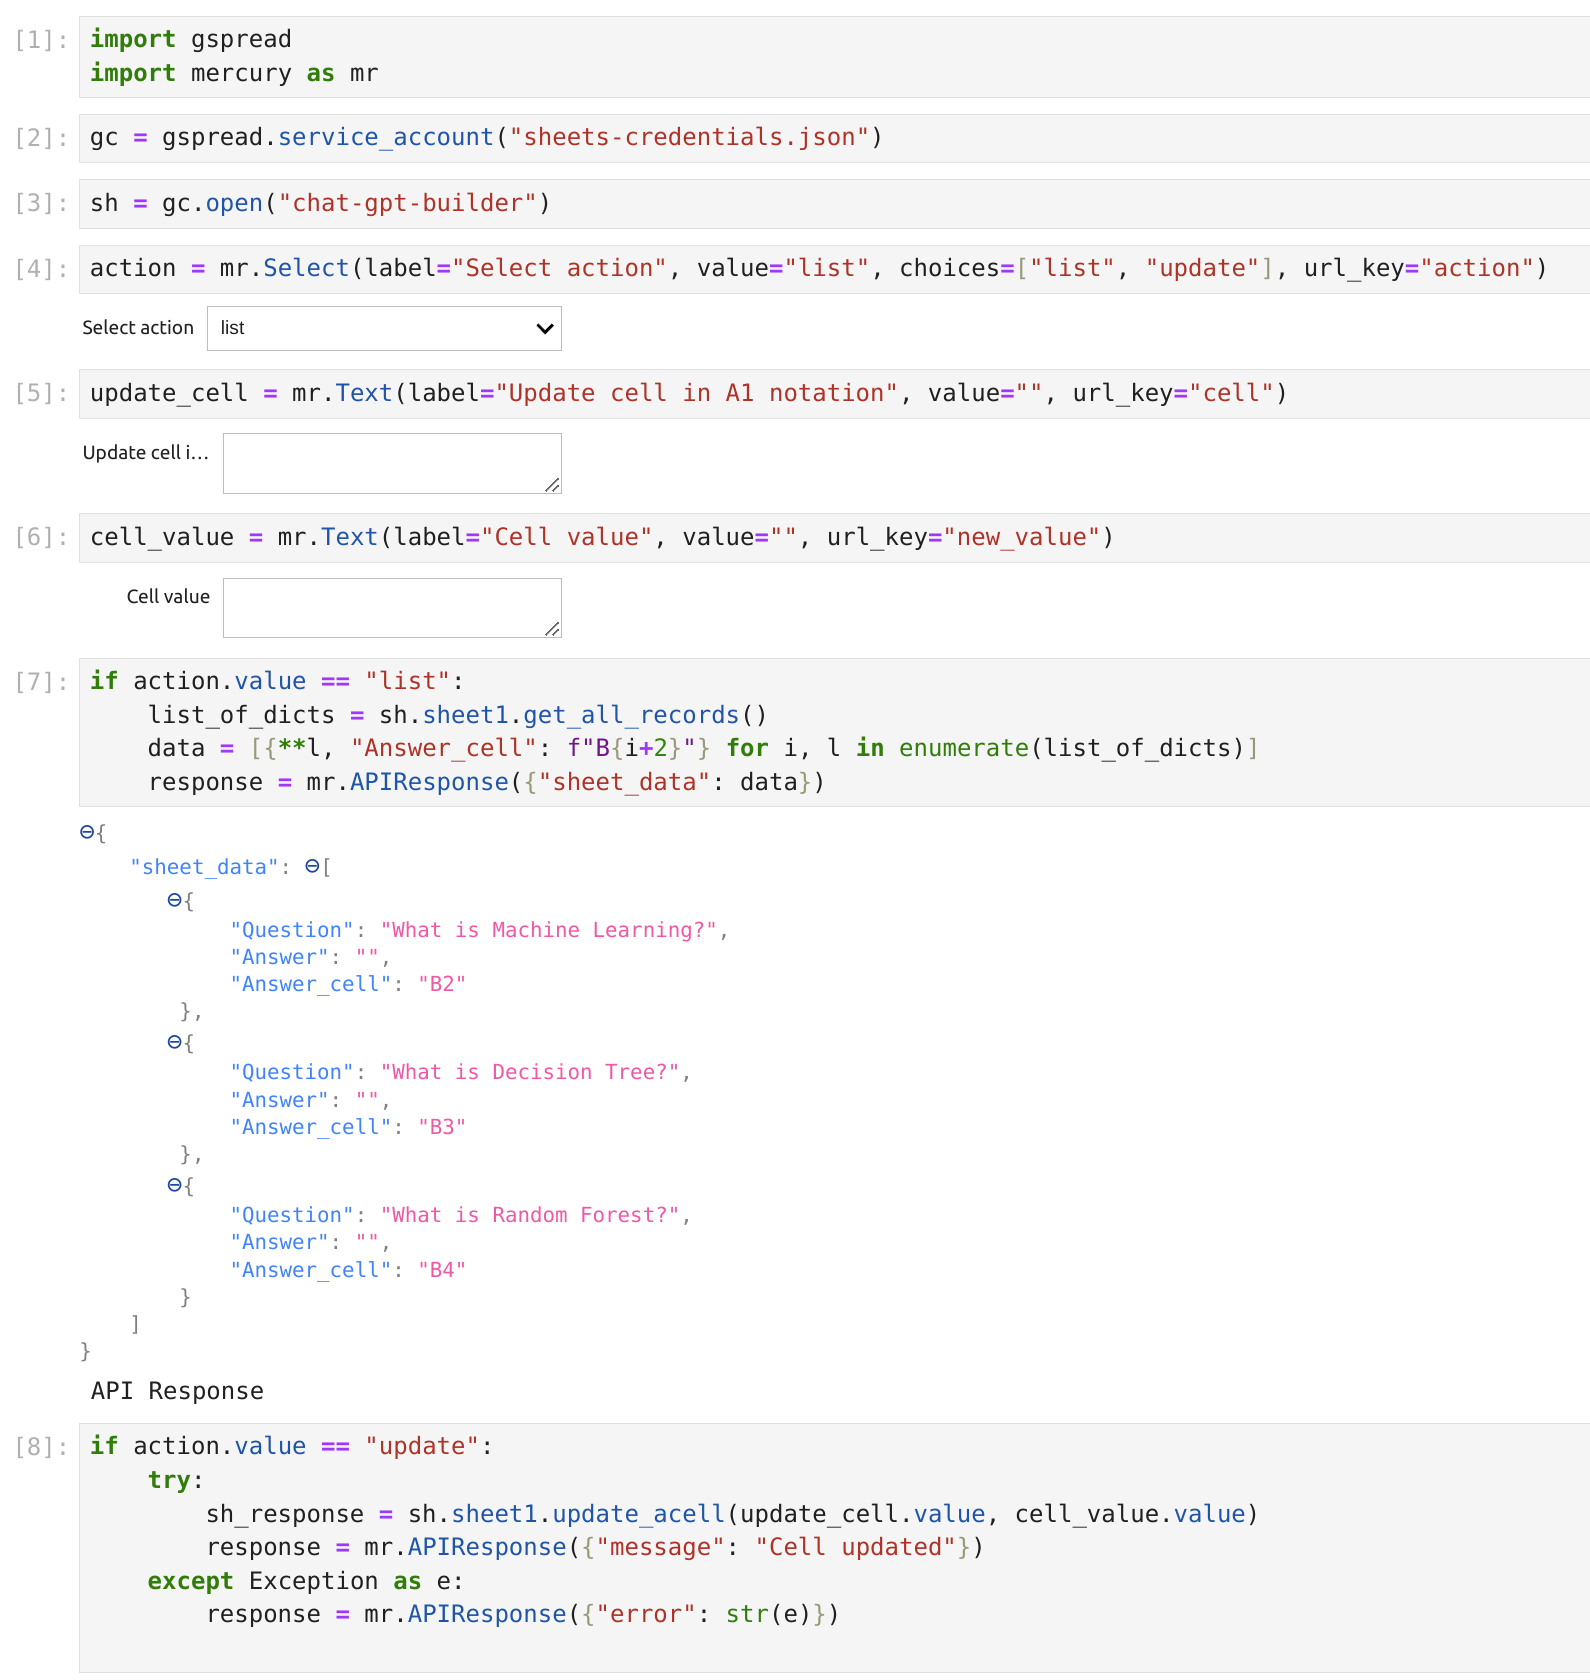 [1]: import gspread
import mercury as mr
[2]: gc = gspread.service_account("sheets-credentials.json")
[3]: sh = gc.open("chat-gpt-builder")
[4]: action = mr.Select(label="Select action", value="list", choices=["list", "update"], url_key="action")
Select action list
[5]: update_cell = mr.Text(label="Update cell in A1 notation", value="", url_key="cell")
Update cell i...
[6]: cell_value = mr.Text(label="Cell value", value="", url_key="new_value")
Cell value
[7]: if action.value == "list":
    list_of_dicts = sh.sheet1.get_all_records()
    data = [{**l, "Answer_cell": f"B{i+2}"} for i, l in enumerate(list_of_dicts)]
    response = mr.APIResponse({"sheet_data": data})
⊖{
    "sheet_data": ⊖[
       ⊖{
            "Question": "What is Machine Learning?",
            "Answer": "",
            "Answer_cell": "B2"
        },
       ⊖{
            "Question": "What is Decision Tree?",
            "Answer": "",
            "Answer_cell": "B3"
        },
       ⊖{
            "Question": "What is Random Forest?",
            "Answer": "",
            "Answer_cell": "B4"
        }
    ]
}
API Response
[8]: if action.value == "update":
    try:
        sh_response = sh.sheet1.update_acell(update_cell.value, cell_value.value)
        response = mr.APIResponse({"message": "Cell updated"})
    except Exception as e:
        response = mr.APIResponse({"error": str(e)})